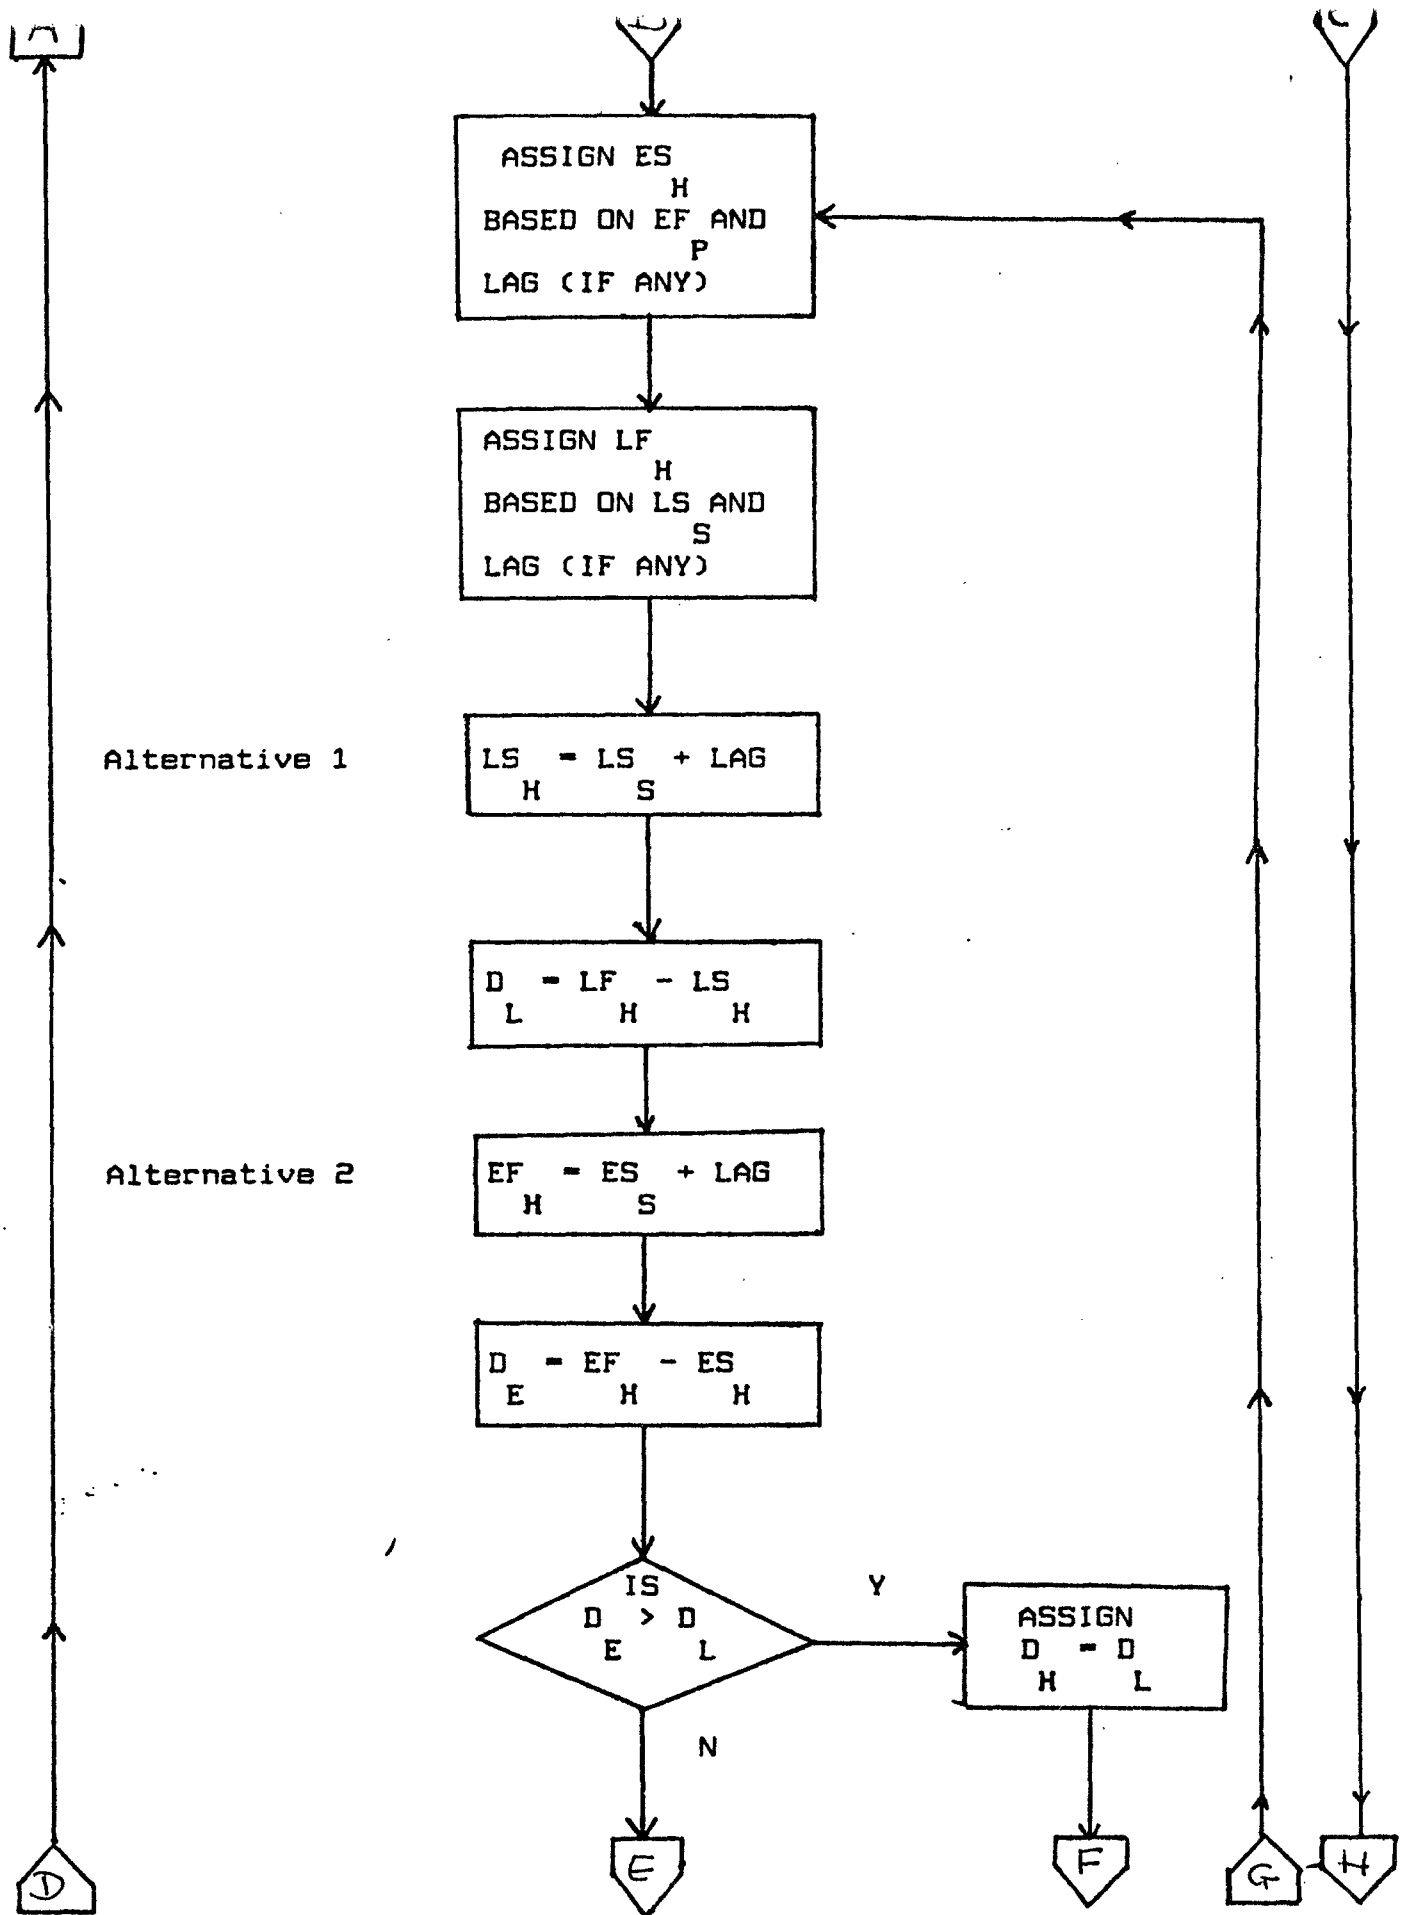 ASSIGN ES
H
BASED ON EF AND
P
LAG (IF ANY)
ASSIGN LF
H
BASED ON LS AND
S
LAG (IF ANY)
Alternative 1
LS = LS + LAG
H S
D = LF - LS
L H H
Alternative 2
EF = ES + LAG
H S
D = EF - ES
E H H
IS
D > D
E L
Y
ASSIGN
D = D
H L
N
D
E
F
G
H